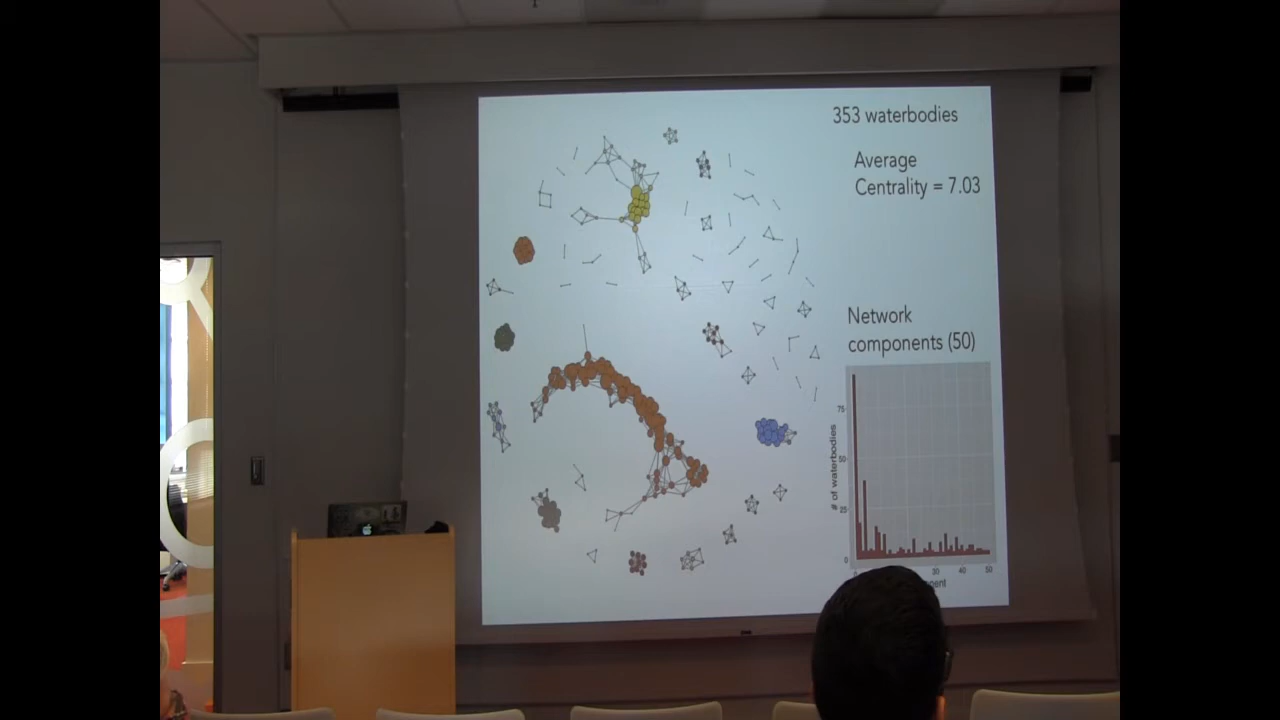 353 waterbodies
Average
Centrality = 7.03
Network
components (50)
# of waterbodies
75
50
25
0
30
40
50